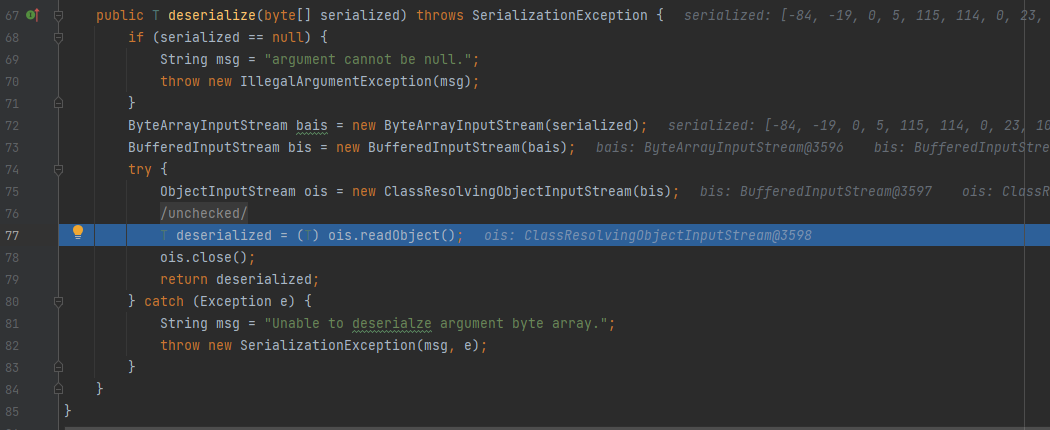 67 public T deserialize(byte[] serialized) throws SerializationException { serialized: [-84, -19, 0, 5, 115, 114, 0, 23,
68 if (serialized == null) {
69 String msg = "argument cannot be null.";
70 throw new IllegalArgumentException(msg);
71 }
72 ByteArrayInputStream bais = new ByteArrayInputStream(serialized); serialized: [-84, -19, 0, 5, 115, 114, 0, 23, 10
73 BufferedInputStream bis = new BufferedInputStream(bais); bais: ByteArrayInputStream@3596 bis: BufferedInputStre
74 try {
75 ObjectInputStream ois = new ClassResolvingObjectInputStream(bis); bis: BufferedInputStream@3597 ois: ClassR
76 /unchecked/
77 T deserialized = (T) ois.readObject(); ois: ClassResolvingObjectInputStream@3598
78 ois.close();
79 return deserialized;
80 } catch (Exception e) {
81 String msg = "Unable to deserialze argument byte array.";
82 throw new SerializationException(msg, e);
83 }
84 }
85 }